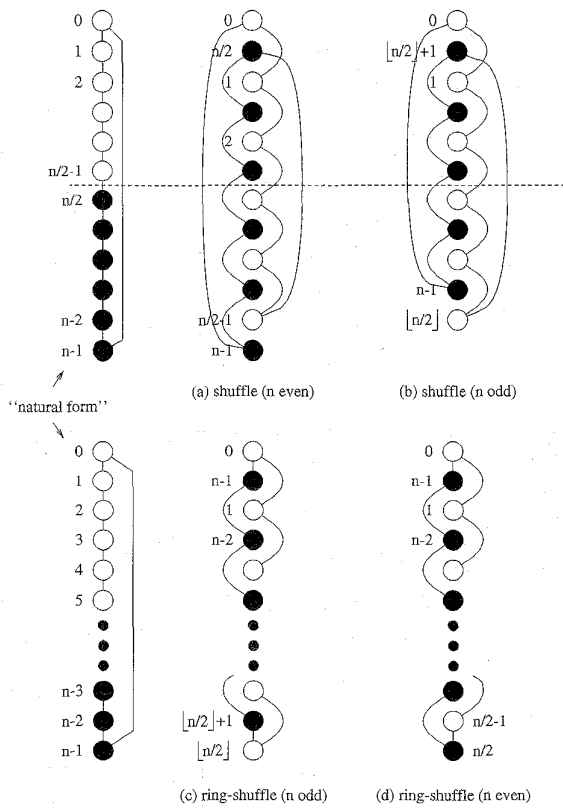 0
1
2
n/2-1
n/2
n-2
n-1
0
n/2
1
2
n/2-1
n-1
0
⌊n/2⌋+1
1
n-1
⌊n/2⌋
(a) shuffle (n even)
(b) shuffle (n odd)
"natural form"
0
1
2
3
4
5
n-3
n-2
n-1
0
n-1
1
n-2
⌊n/2⌋+1
⌊n/2⌋
0
n-1
1
n-2
n/2-1
n/2
(c) ring-shuffle (n odd)
(d) ring-shuffle (n even)